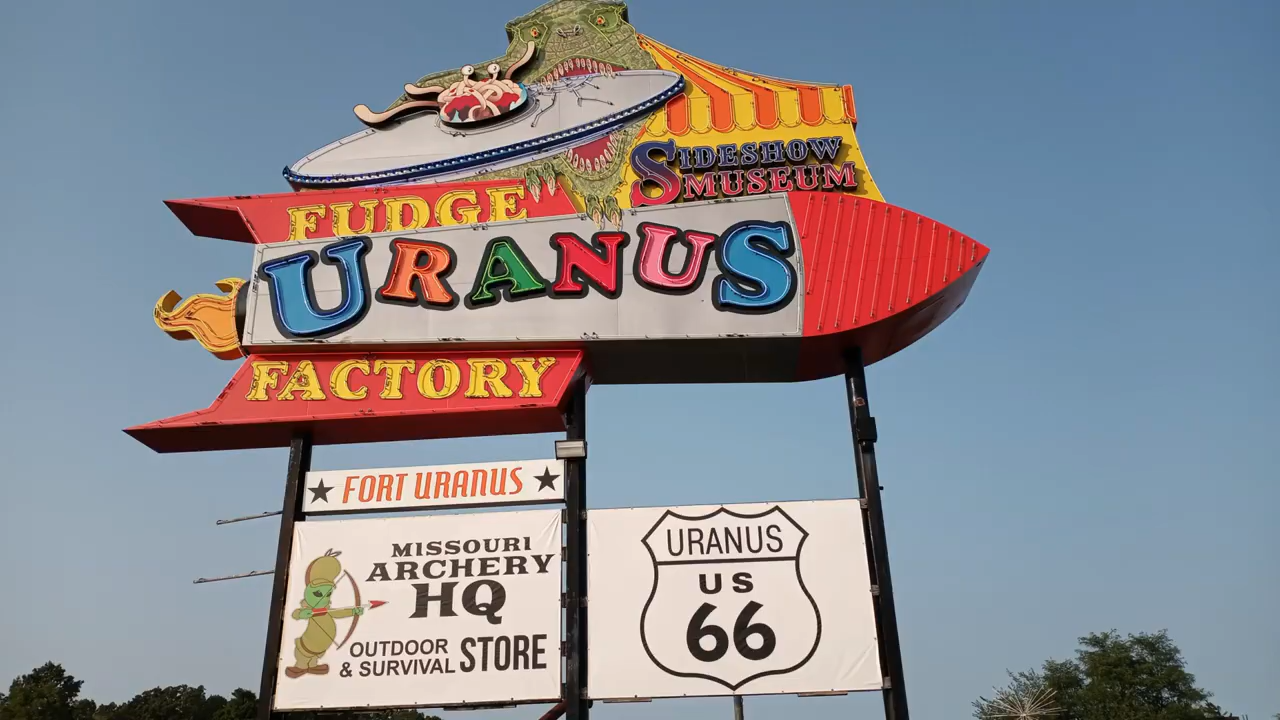 SIDESHOW
MUSEUM
FUDGE
URANUS
FACTORY
★ FORT URANUS ★
MISSOURI
ARCHERY
HQ
OUTDOOR
& SURVIVAL STORE
URANUS
US
66